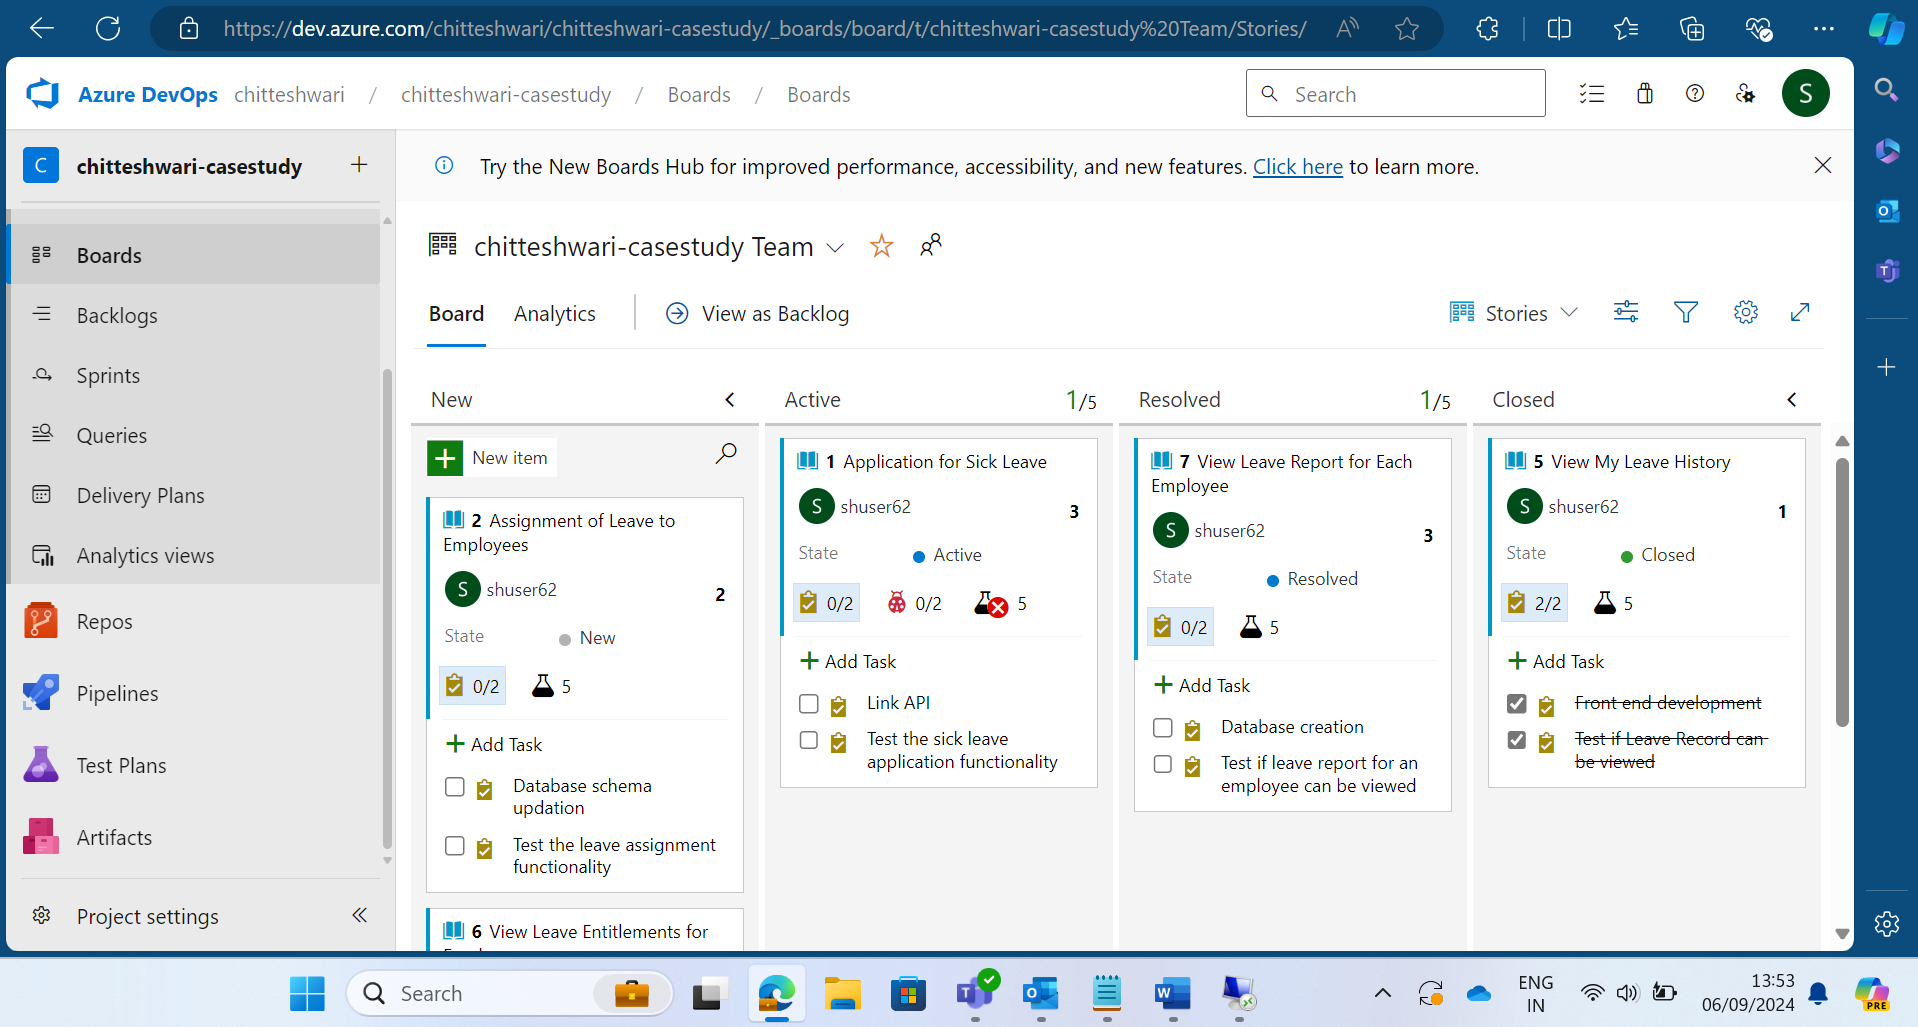 https://dev.azure.com/chitteshwari/chitteshwari-casestudy/_boards/board/t/chitteshwari-casestudy%20Team/Stories/
Azure DevOps chitteshwari / chitteshwari-casestudy / Boards / Boards
Search
S
C chitteshwari-casestudy
Boards
Backlogs
Sprints
Queries
Delivery Plans
Analytics views
Repos
Pipelines
Test Plans
Artifacts
Project settings
Try the New Boards Hub for improved performance, accessibility, and new features. Click here to learn more.
chitteshwari-casestudy Team
Board Analytics View as Backlog
Stories
New
New item
2 Assignment of Leave to
Employees
S shuser62
2
State New
0/2 5
Add Task
Database schema
updation
Test the leave assignment
functionality
6 View Leave Entitlements for
Active 1/5
1 Application for Sick Leave
S shuser62
3
State Active
0/2 0/2 5
Add Task
Link API
Test the sick leave
application functionality
Resolved 1/5
7 View Leave Report for Each
Employee
S shuser62
3
State Resolved
0/2 5
Add Task
Database creation
Test if leave report for an
employee can be viewed
Closed
5 View My Leave History
S shuser62
1
State Closed
2/2 5
Add Task
Front end development
Test if Leave Record can
be viewed
Search
ENG
IN
13:53
06/09/2024
PRE